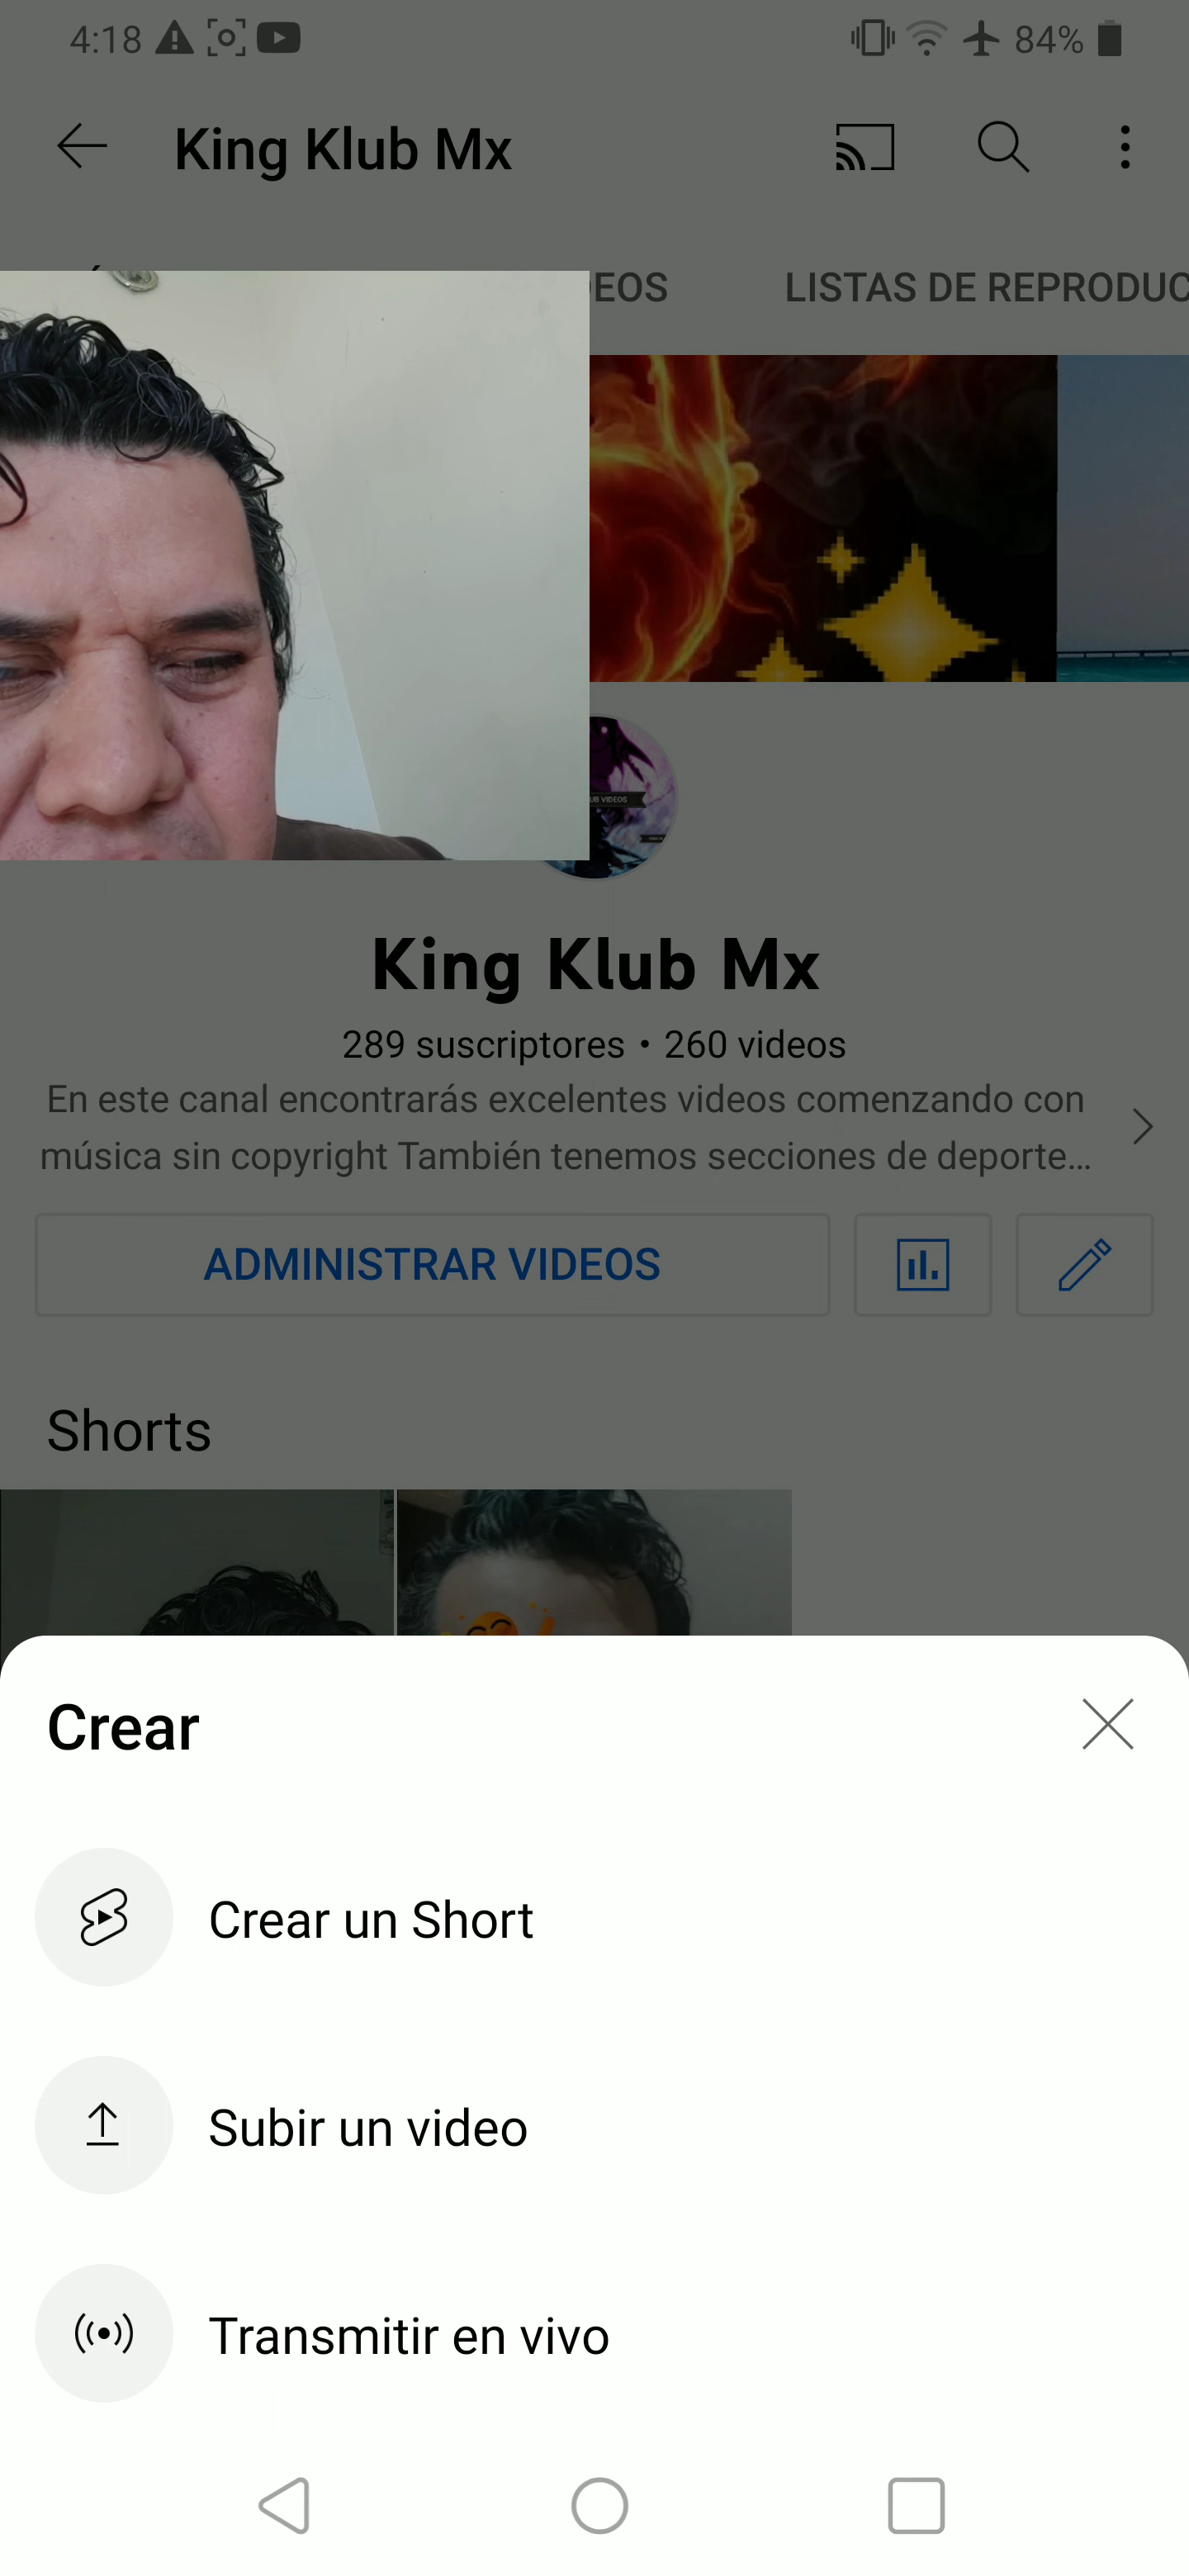 4:18
84%
King Klub Mx
EOS
LISTAS DE REPRODUC
UB VIDEOS
King Klub Mx
289 suscriptores • 260 videos
En este canal encontrarás excelentes videos comenzando con
música sin copyright También tenemos secciones de deporte...
ADMINISTRAR VIDEOS
Shorts
Crear
Crear un Short
Subir un video
Transmitir en vivo